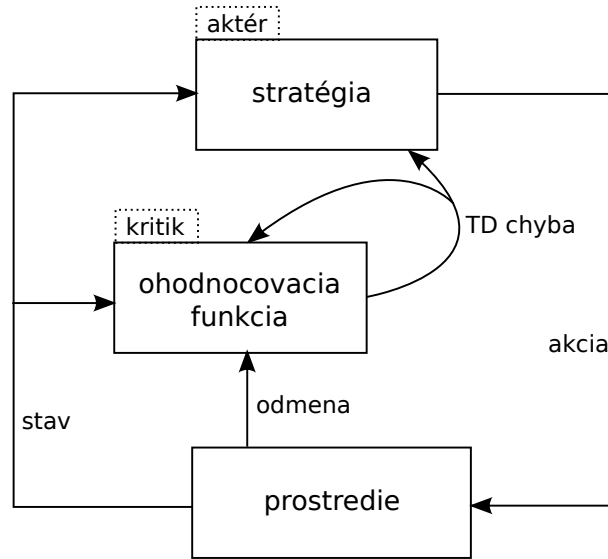 aktér
stratégia
kritik
TD chyba
ohodnocovacia
funkcia
akcia
odmena
stav
prostredie